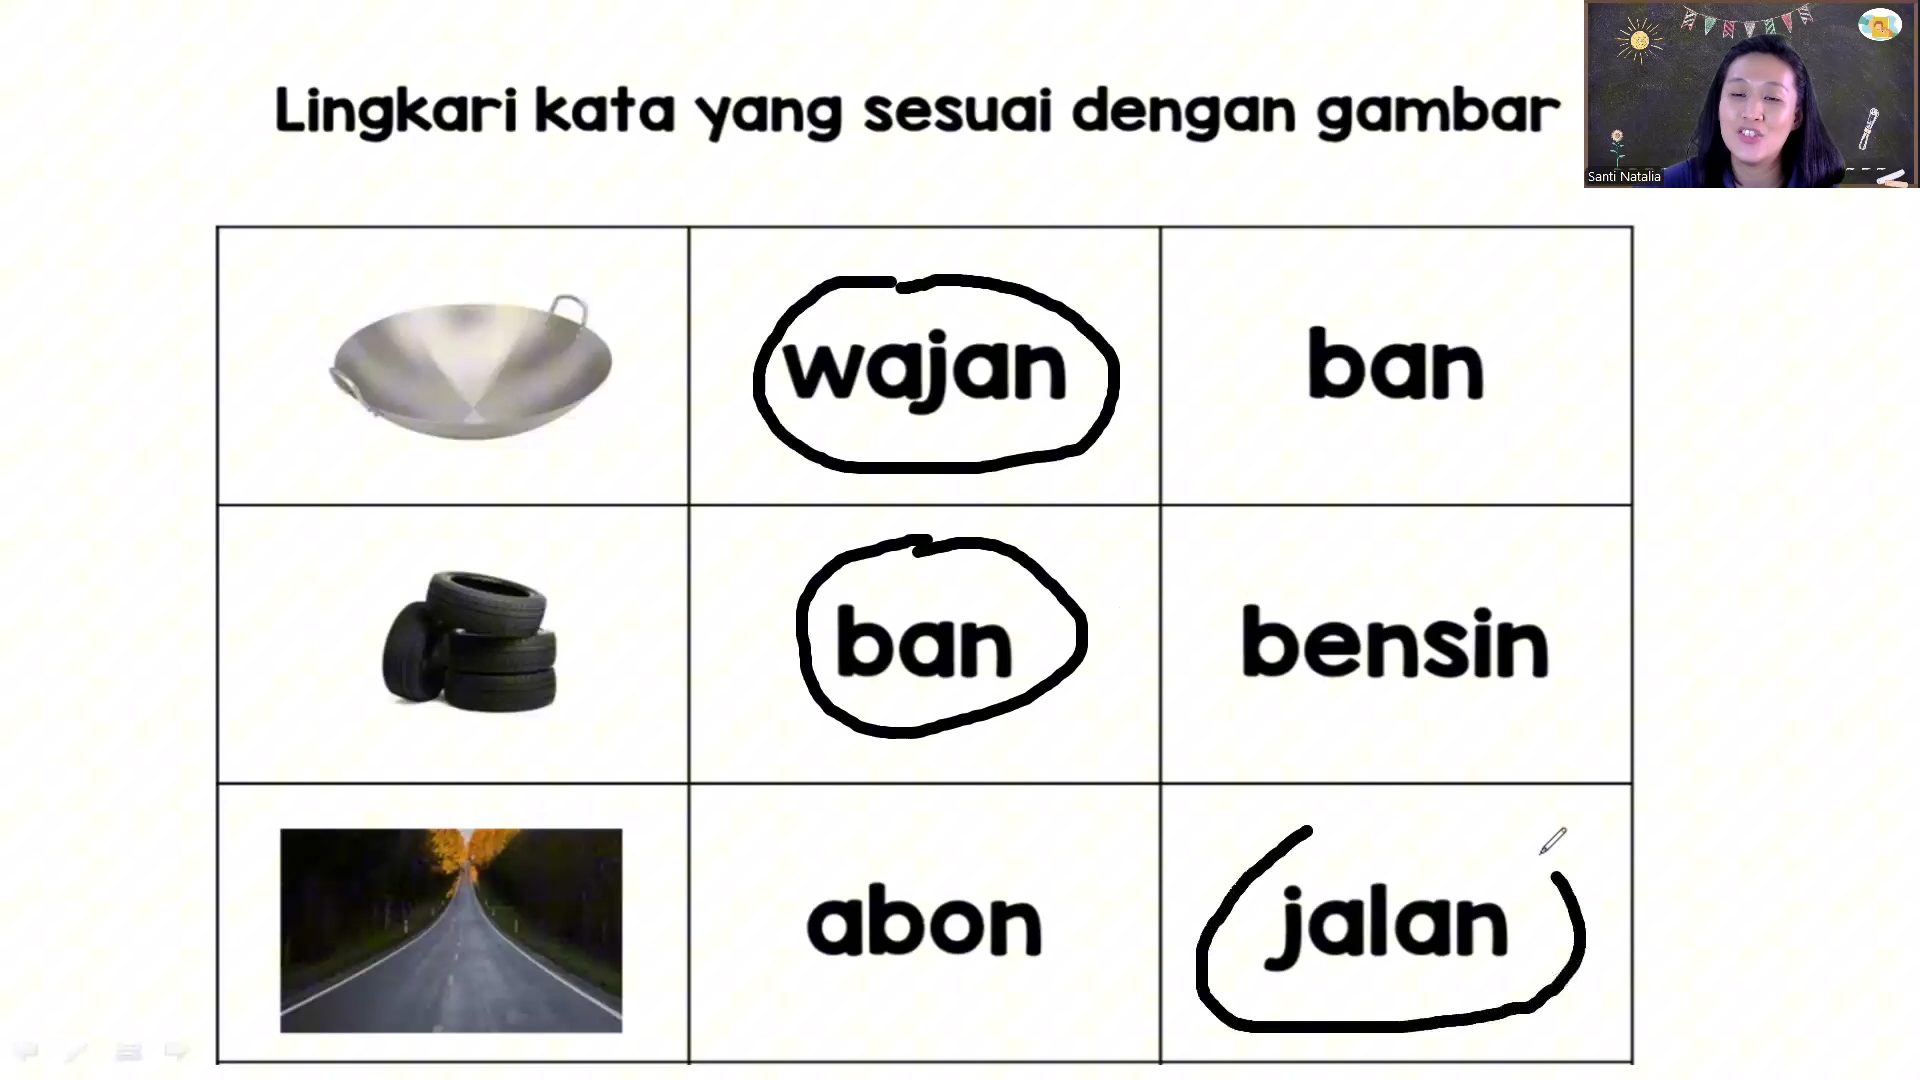 Lingkari kata yang sesuai dengan gambar
Santi Natalia
wajan ban
ban bensin
abon jalan